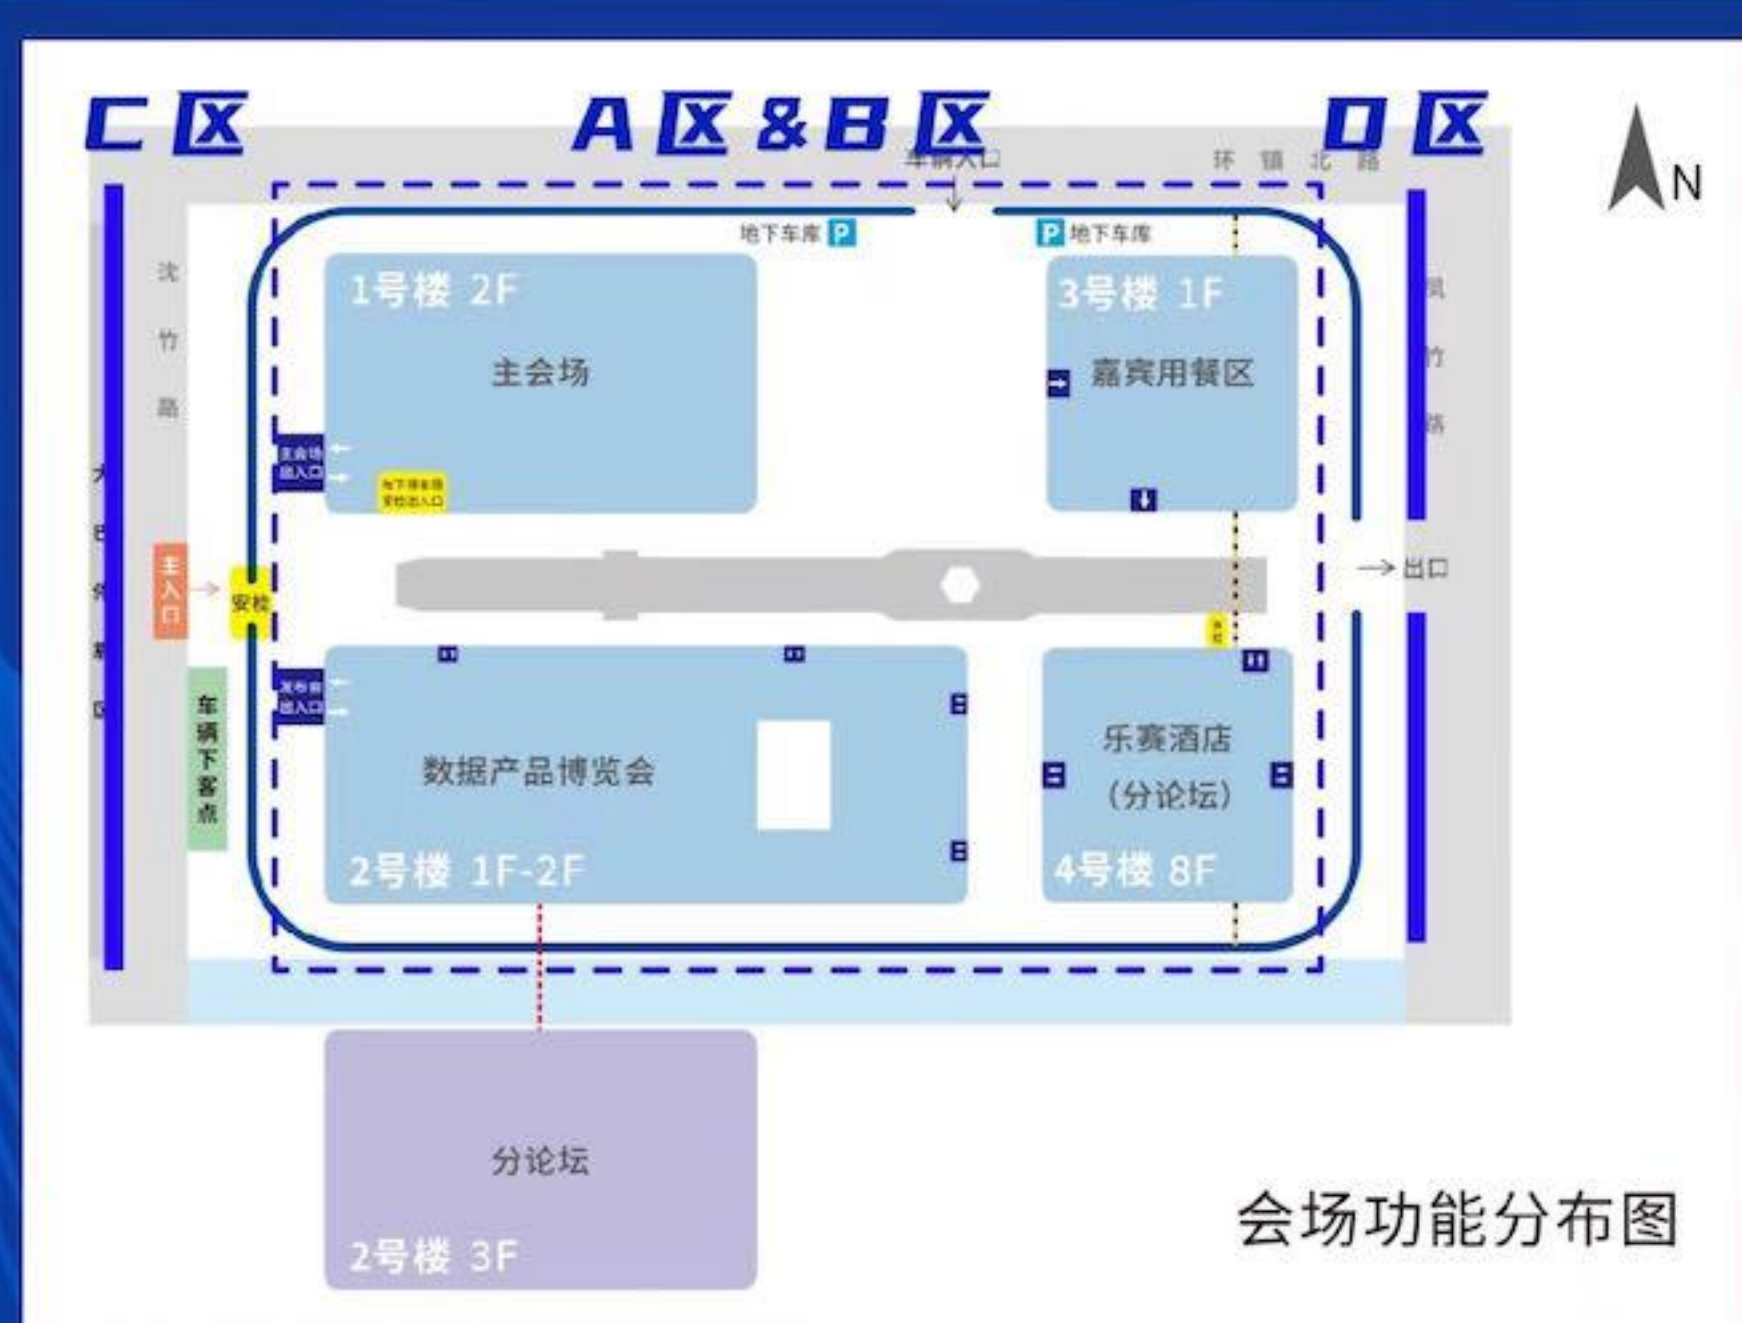 C区
A区&B区
D区
车辆入口
环镇北路
N
地下车库 P
P 地下车库
1号楼 2F
主会场
3号楼 1F
嘉宾用餐区
沈竹路
凤竹路
主会场
出入口
安检出入口
主入口
安检
出口
车辆下客点
发布会
出入口
数据产品博览会
2号楼 1F-2F
乐赛酒店
（分论坛）
4号楼 8F
分论坛
2号楼 3F
会场功能分布图